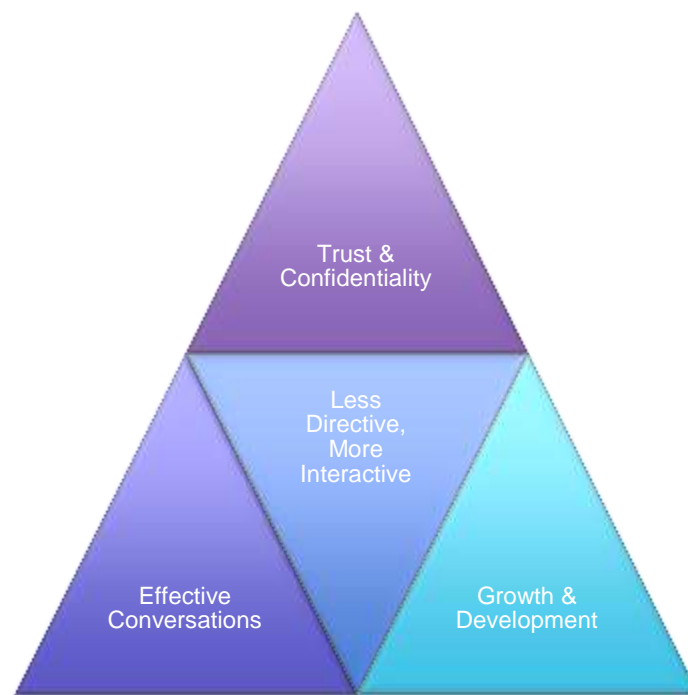 Trust &
Confidentiality
Less
Directive,
More
Interactive
Effective
Conversations
Growth &
Development